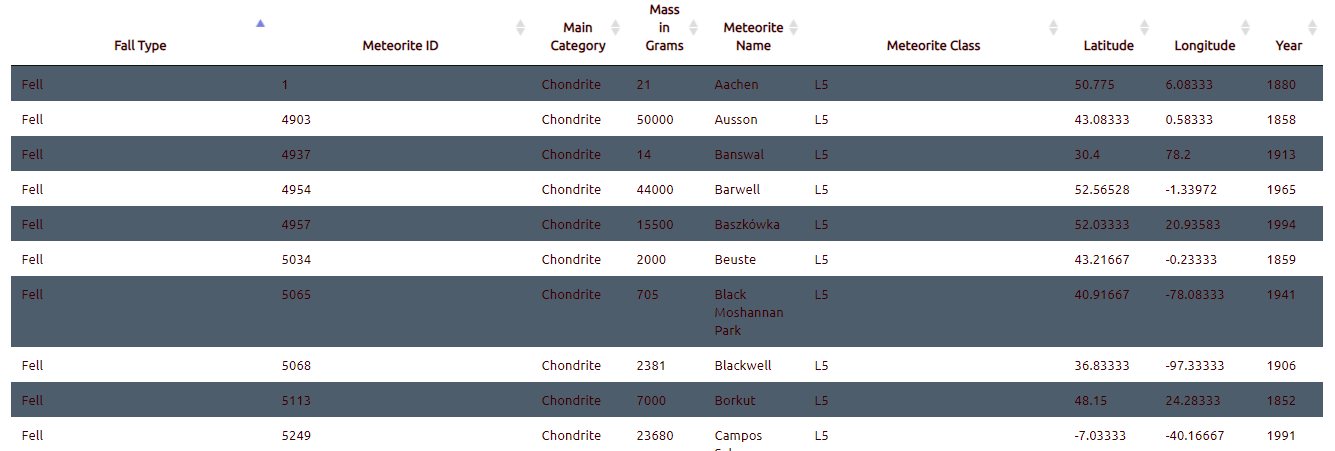 Fall Type Meteorite ID Main Category Mass in Grams Meteorite Name Meteorite Class Latitude Longitude Year
Fell 1 Chondrite 21 Aachen L5 50.775 6.08333 1880
Fell 4903 Chondrite 50000 Ausson L5 43.08333 0.58333 1858
Fell 4937 Chondrite 14 Banswal L5 30.4 78.2 1913
Fell 4954 Chondrite 44000 Barwell L5 52.56528 -1.33972 1965
Fell 4957 Chondrite 15500 Baszkówka L5 52.03333 20.93583 1994
Fell 5034 Chondrite 2000 Beuste L5 43.21667 -0.23333 1859
Fell 5065 Chondrite 705 Black L5 40.91667 -78.08333 1941
Moshannan
Park
Fell 5068 Chondrite 2381 Blackwell L5 36.83333 -97.33333 1906
Fell 5113 Chondrite 7000 Borkut L5 48.15 24.28333 1852
Fell 5249 Chondrite 23680 Campos L5 -7.03333 -40.16667 1991